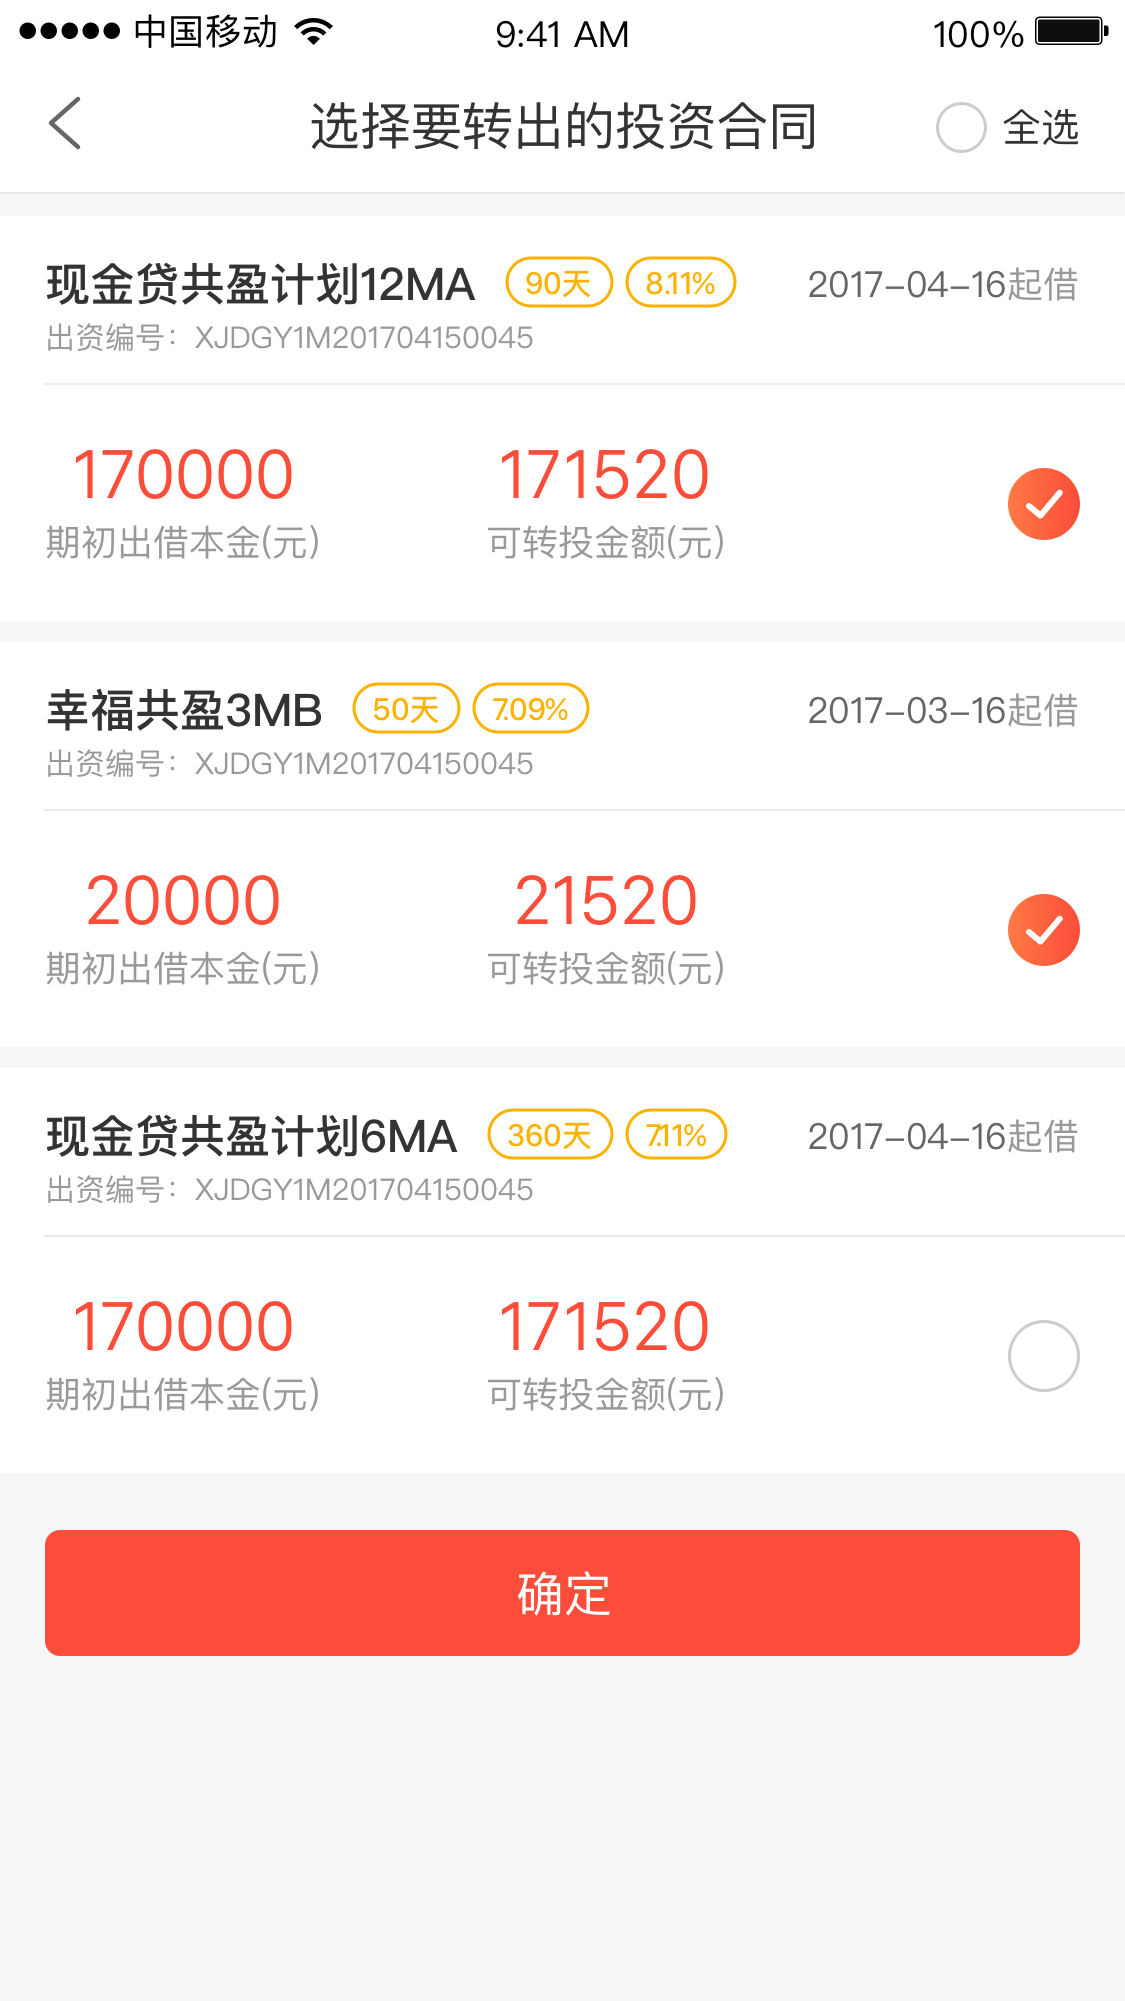 中国移动 9:41 AM 100%
选择要转出的投资合同 全选
现金贷共盈计划12MA 90天 8.11% 2017-04-16起借
出资编号：XJDGY1M201704150045
170000 171520
期初出借本金(元) 可转投金额(元)
幸福共盈3MB 50天 7.09% 2017-03-16起借
出资编号：XJDGY1M201704150045
20000 21520
期初出借本金(元) 可转投金额(元)
现金贷共盈计划6MA 360天 7.11% 2017-04-16起借
出资编号：XJDGY1M201704150045
170000 171520
期初出借本金(元) 可转投金额(元)
确定